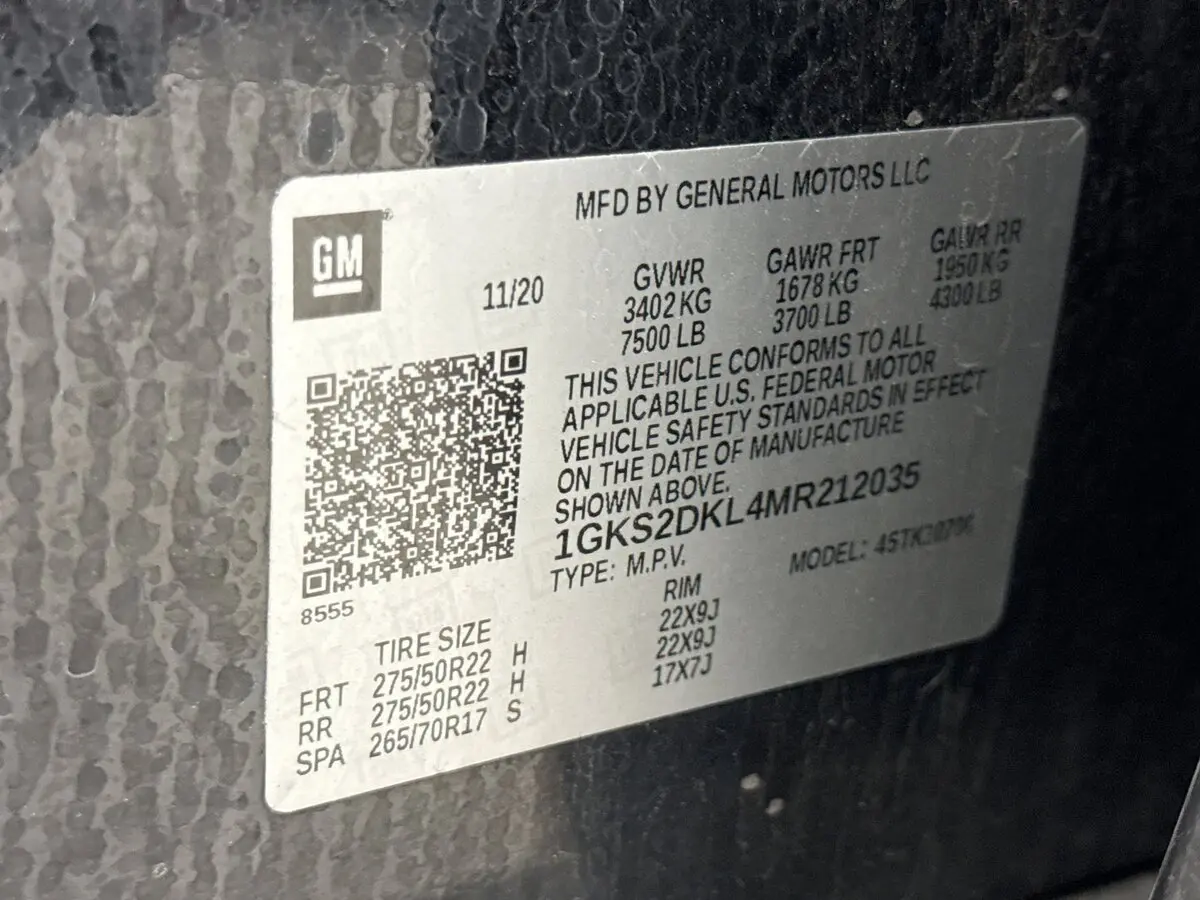 MFD BY GENERAL MOTORS LLC
GM
11/20
GVWR GAWR FRT GAWR RR
3402 KG 1678 KG 1950 KG
7500 LB 3700 LB 4300 LB
THIS VEHICLE CONFORMS TO ALL
APPLICABLE U.S. FEDERAL MOTOR
VEHICLE SAFETY STANDARDS IN EFFECT
ON THE DATE OF MANUFACTURE
SHOWN ABOVE.
1GKS2DKL4MR212035
TYPE: M.P.V. MODEL:
8555
TIRE SIZE RIM
FRT 275/50R22 H 22X9J
RR 275/50R22 H 22X9J
SPA 265/70R17 S 17X7J